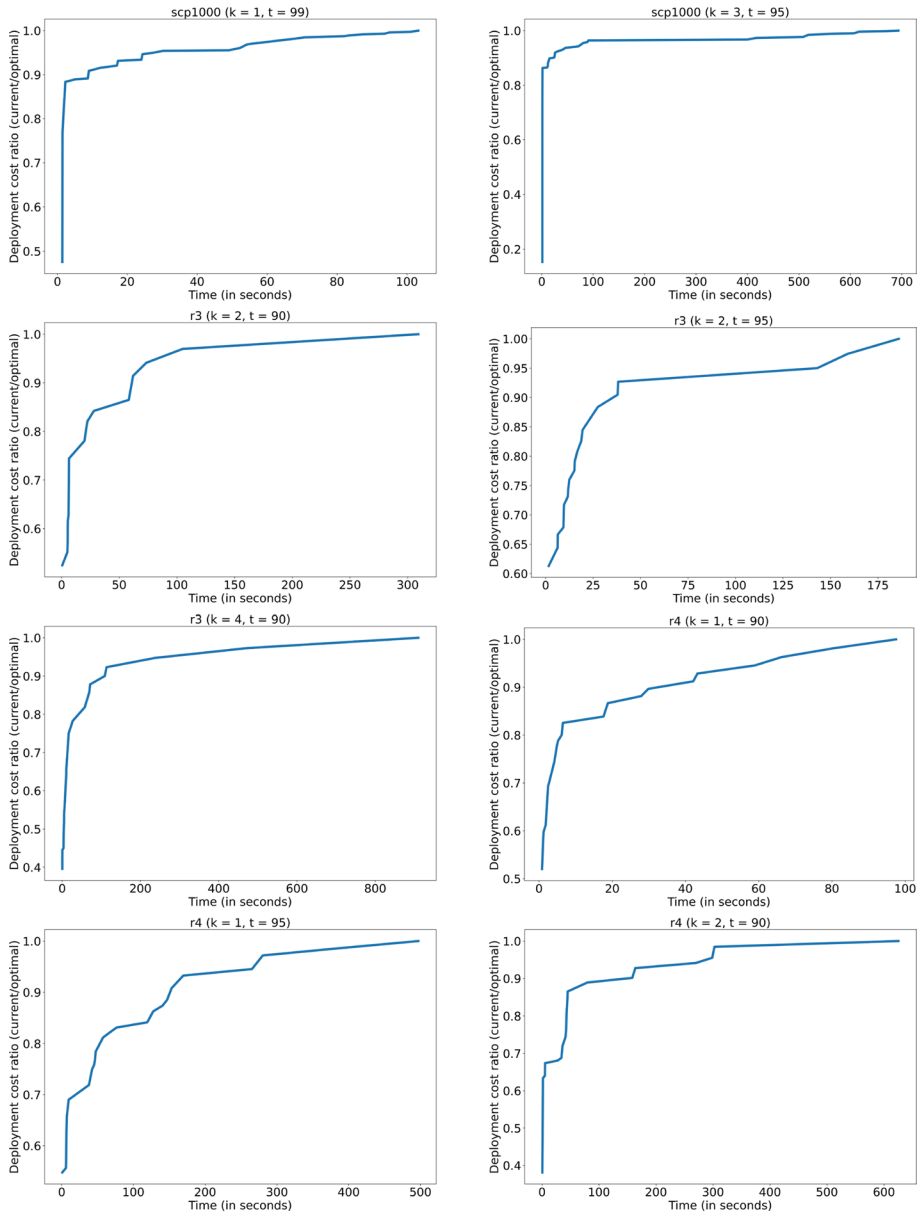 scp1000 (k = 1, t = 99)
Deployment cost ratio (current/optimal)
1.0
0.9
0.8
0.7
0.6
0.5
0 20 40 60 80 100
Time (in seconds)
scp1000 (k = 3, t = 95)
Deployment cost ratio (current/optimal)
1.0
0.8
0.6
0.4
0.2
0 100 200 300 400 500 600 700
Time (in seconds)
r3 (k = 2, t = 90)
Deployment cost ratio (current/optimal)
1.0
0.9
0.8
0.7
0.6
0 50 100 150 200 250 300
Time (in seconds)
r3 (k = 2, t = 95)
Deployment cost ratio (current/optimal)
1.00
0.95
0.90
0.85
0.80
0.75
0.70
0.65
0.60
0 25 50 75 100 125 150 175
Time (in seconds)
r3 (k = 4, t = 90)
Deployment cost ratio (current/optimal)
1.0
0.9
0.8
0.7
0.6
0.5
0.4
0 200 400 600 800
Time (in seconds)
r4 (k = 1, t = 90)
Deployment cost ratio (current/optimal)
1.0
0.9
0.8
0.7
0.6
0.5
0 20 40 60 80 100
Time (in seconds)
r4 (k = 1, t = 95)
Deployment cost ratio (current/optimal)
1.0
0.9
0.8
0.7
0.6
0 100 200 300 400 500
Time (in seconds)
r4 (k = 2, t = 90)
Deployment cost ratio (current/optimal)
1.0
0.9
0.8
0.7
0.6
0.5
0.4
0 100 200 300 400 500 600
Time (in seconds)